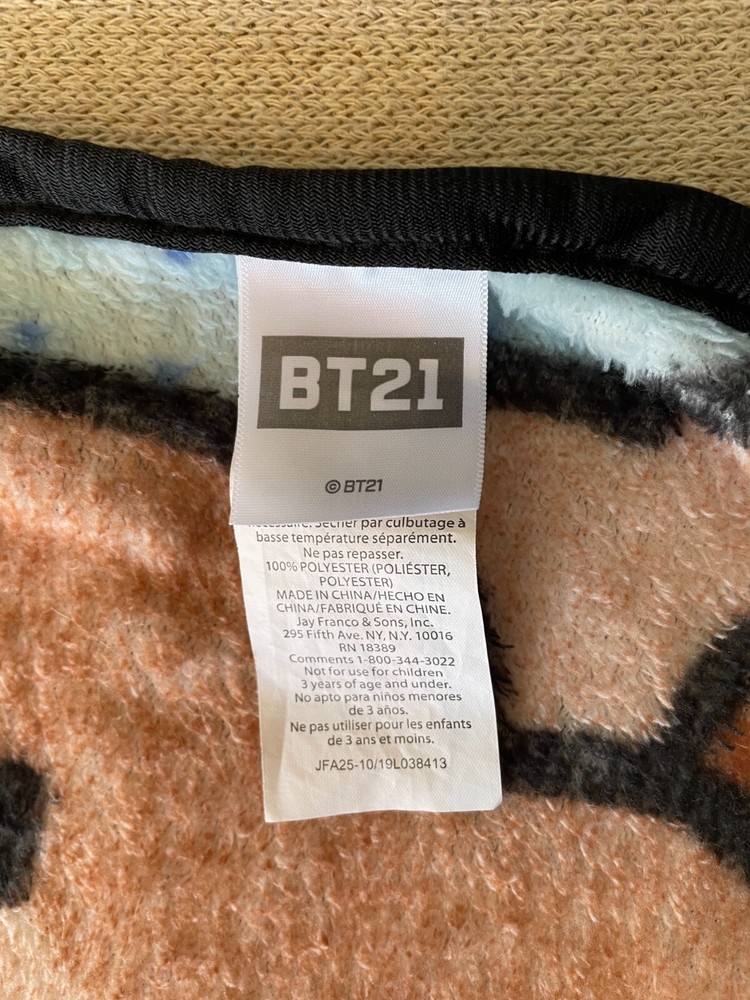 BT21
© BT21
Sécher par culbutage à
basse température séparément.
Ne pas repasser.
100% POLYESTER (POLIÉSTER,
POLYESTER)
MADE IN CHINA/HECHO EN
CHINA/FABRIQUÉ EN CHINE.
Jay Franco & Sons, Inc.
295 Fifth Ave. NY, N.Y. 10016
RN 18389
Comments 1-800-344-3022
Not for use for children
3 years of age and under.
No apto para niños menores
de 3 años.
Ne pas utiliser pour les enfants
de 3 ans et moins.
JFA25-10/19L038413